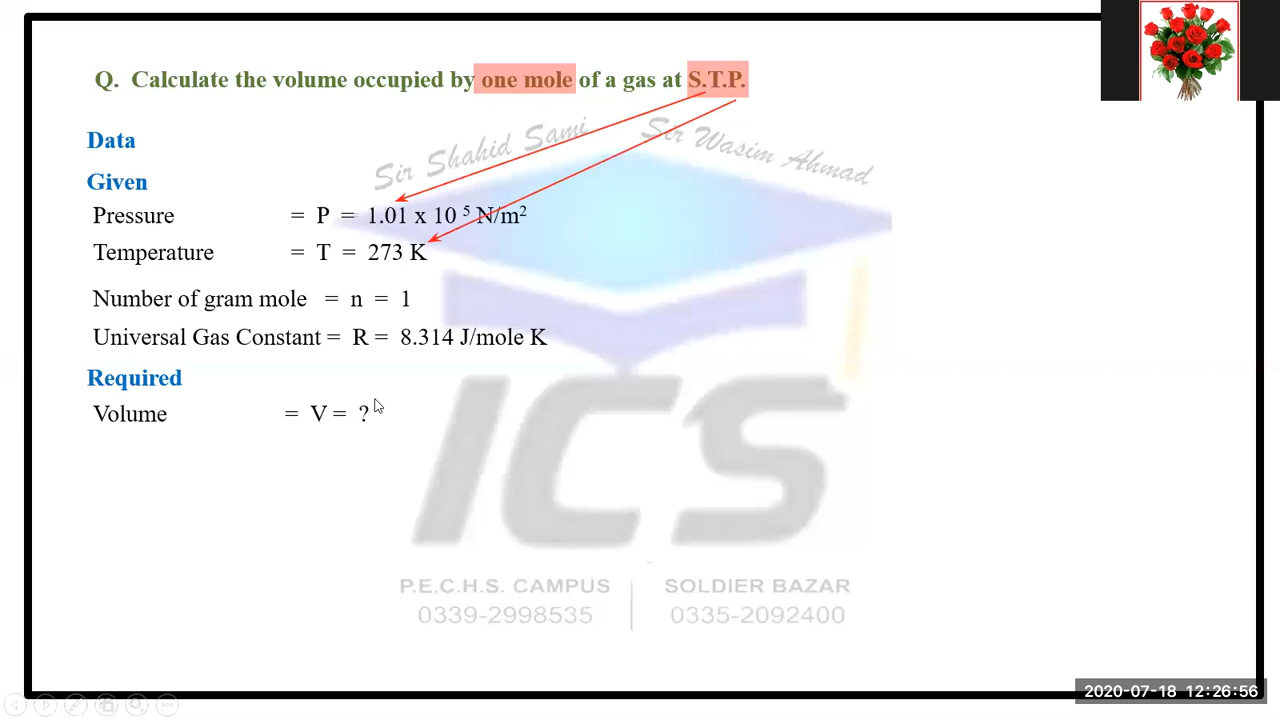 Q. Calculate the volume occupied by one mole of a gas at S.T.P.
Sir Shahid Sami
Sir Wasim Ahmad
Data
Given
Pressure = P = 1.01 x 10 ⁵ N/m²
Temperature = T = 273 K
Number of gram mole = n = 1
Universal Gas Constant = R = 8.314 J/mole K
Required
Volume = V = ?
ICS
P.E.C.H.S. CAMPUS
0339-2998535
SOLDIER BAZAR
0335-2092400
2020-07-18 12:26:56